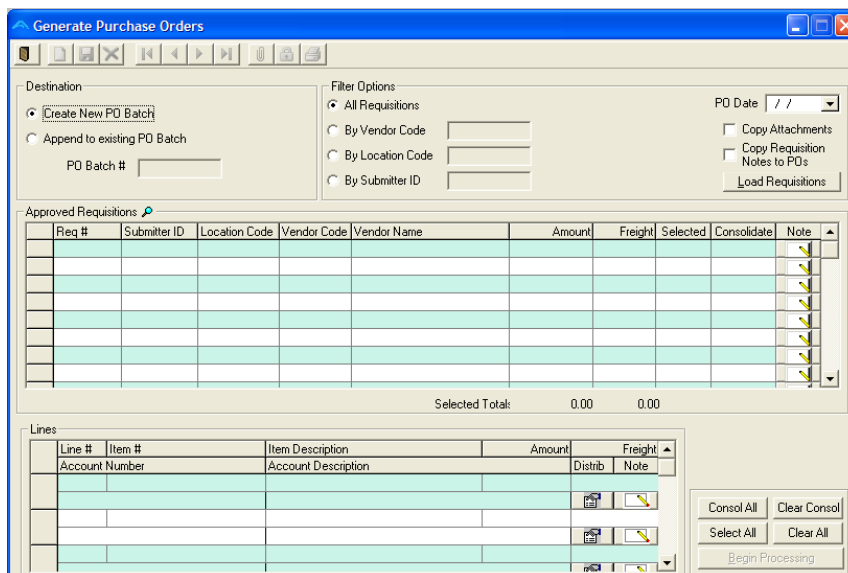 Generate Purchase Orders
Destination
Create New PO Batch
Append to existing PO Batch
PO Batch #
Filter Options
All Requisitions
By Vendor Code
By Location Code
By Submitter ID
PO Date / /
Copy Attachments
Copy Requisition
Notes to POs
Load Requisitions
Approved Requisitions
Req # Submitter ID Location Code Vendor Code Vendor Name Amount Freight Selected Consolidate Note
Selected Totals 0.00 0.00
Lines
Line # Item # Item Description Amount Freight
Account Number Account Description Distrib Note
Consol All Clear Consol
Select All Clear All
Begin Processing